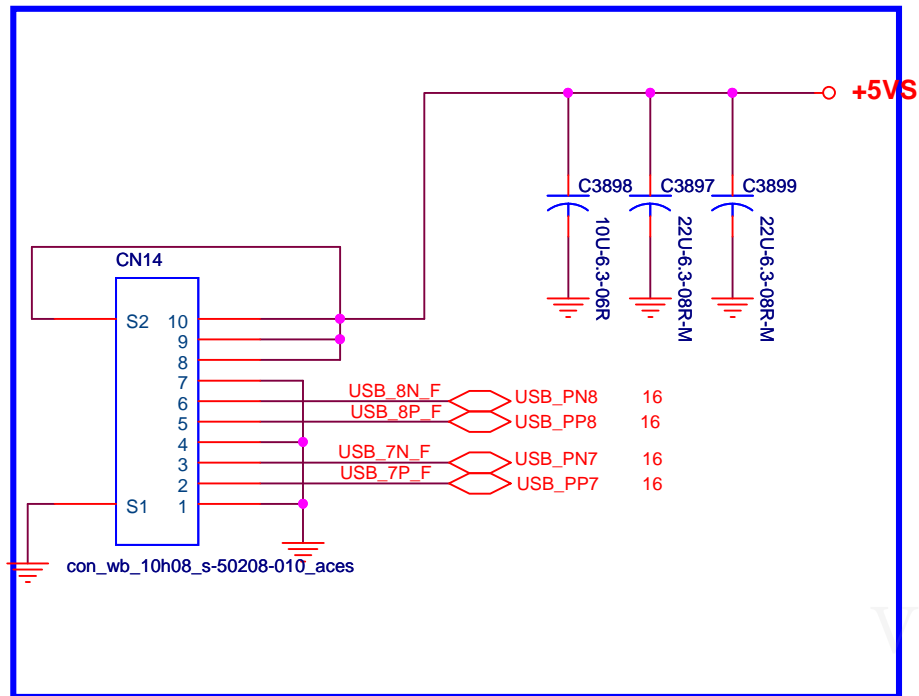 +5VS
C3898
C3897
C3899
10U-6.3-06R
22U-6.3-08R-M
22U-6.3-08R-M
CN14
S2
10
9
8
7
6
5
4
3
2
1
S1
USB_8N_F
USB_PN8
16
USB_8P_F
USB_PP8
16
USB_7N_F
USB_PN7
16
USB_7P_F
USB_PP7
16
con_wb_10h08_s-50208-010_aces
V